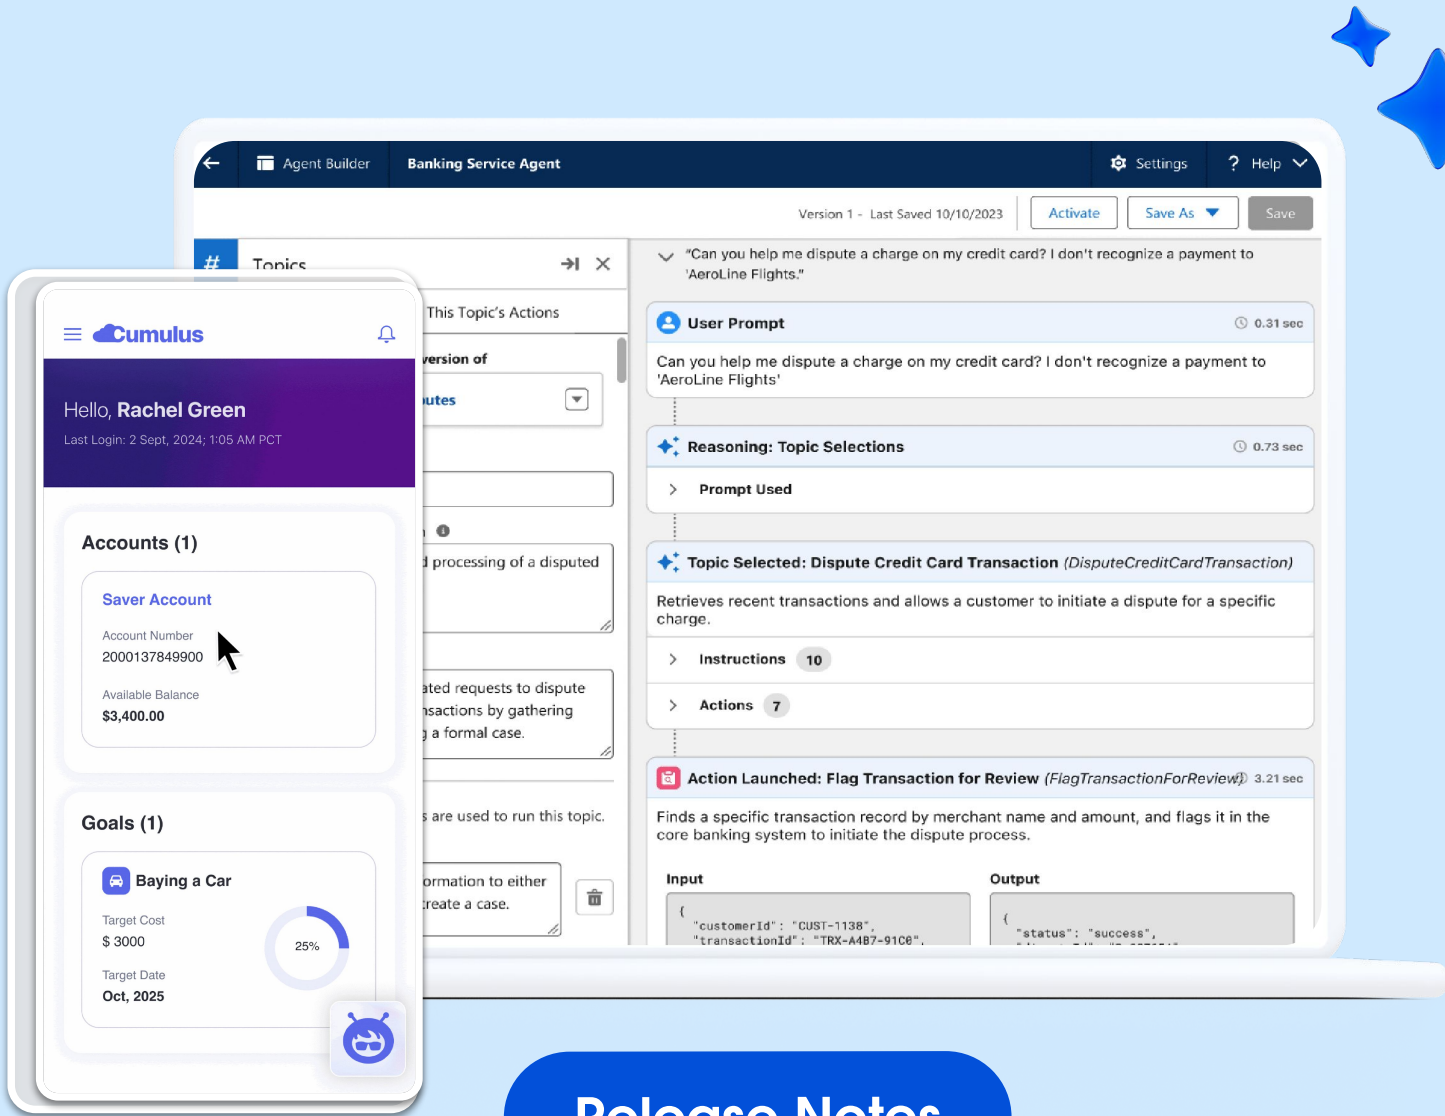 Agent Builder
Banking Service Agent
Settings
? Help
Version 1 - Last Saved 10/10/2023
Activate
Save As
Save
#
Topics
This Topic's Actions
version of
d processing of a disputed
requests to dispute
by gathering
a formal case.
are used to run this topic.
to either
create a case.
"Can you help me dispute a charge on my credit card? I don't recognize a payment to
'AeroLine Flights."
User Prompt
0.31 sec
Can you help me dispute a charge on my credit card? I don't recognize a payment to
'AeroLine Flights'
Reasoning: Topic Selections
0.73 sec
Prompt Used
Topic Selected: Dispute Credit Card Transaction (DisputeCreditCardTransaction)
Retrieves recent transactions and allows a customer to initiate a dispute for a specific
charge.
Instructions 10
Actions 7
Action Launched: Flag Transaction for Review (FlagTransactionForReview)
3.21 sec
Finds a specific transaction record by merchant name and amount, and flags it in the
core banking system to initiate the dispute process.
Input
{
"customerId": "CUST-1138",
"transactionId": "TRX-A4B7-91C0",
Output
{
"status": "success",
Cumulus
Hello, Rachel Green
Last Login: 2 Sept, 2024; 1:05 AM PCT
Accounts (1)
Saver Account
Account Number
2000137849900
Available Balance
$3,400.00
Goals (1)
Baying a Car
Target Cost
$ 3000
Target Date
Oct, 2025
25%
Release Notes